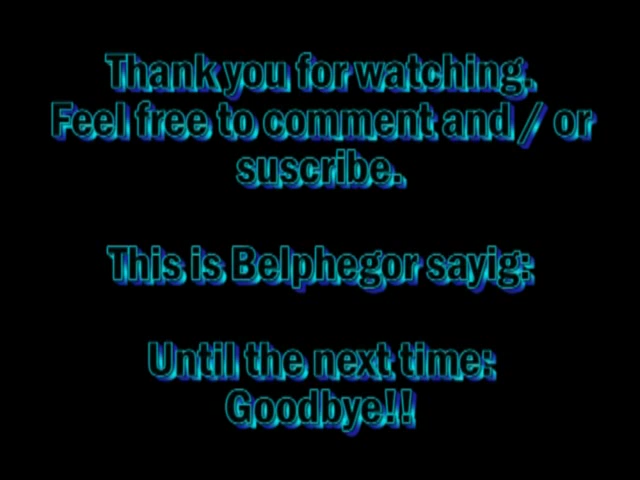 Thank you for watching.
Feel free to comment and / or
suscribe.
This is Belphegor sayig:
Until the next time:
Goodbye!!